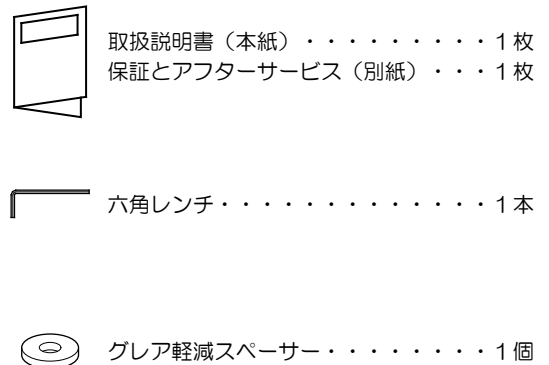 取扱説明書（本紙）・・・・・・・・・1枚
保証とアフターサービス（別紙）・・・1枚
六角レンチ・・・・・・・・・・・・・1本
グレア軽減スペーサー・・・・・・・・1個